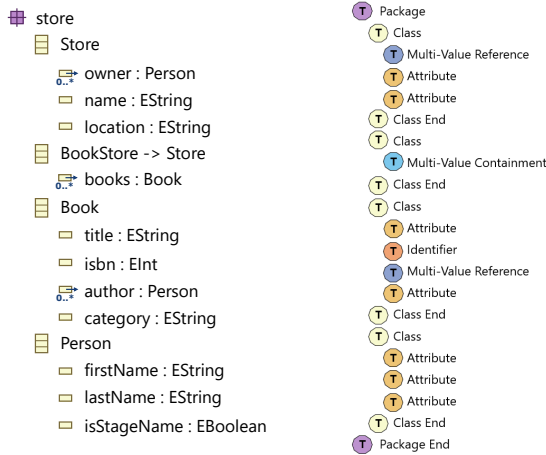 store
Store
0..*
owner : Person
name : EString
location : EString
BookStore -> Store
0..*
books : Book
Book
title : EString
isbn : EInt
0..*
author : Person
category : EString
Person
firstName : EString
lastName : EString
isStageName : EBoolean
T Package
T Class
T Multi-Value Reference
T Attribute
T Attribute
T Class End
T Class
T Multi-Value Containment
T Class End
T Class
T Attribute
T Identifier
T Multi-Value Reference
T Attribute
T Class End
T Class
T Attribute
T Attribute
T Attribute
T Class End
T Package End